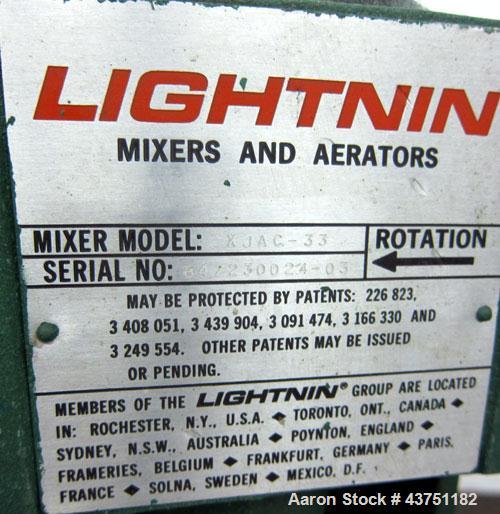 LIGHTNIN
MIXERS AND AERATORS
MIXER MODEL: XJAC-33
ROTATION
SERIAL NO:
MAY BE PROTECTED BY PATENTS: 226 823,
3 408 051, 3 439 904, 3 091 474, 3 166 330 AND
3 249 554. OTHER PATENTS MAY BE ISSUED
OR PENDING.
MEMBERS OF THE LIGHTNIN® GROUP ARE LOCATED
IN: ROCHESTER, N.Y., U.S.A. ◆ TORONTO, ONT., CANADA ◆
SYDNEY, N.S.W., AUSTRALIA ◆ POYNTON, ENGLAND ◆
FRAMERIES, BELGIUM ◆ FRANKFURT, GERMANY ◆ PARIS,
FRANCE ◆ SOLNA, SWEDEN ◆ MEXICO, D.F.
Aaron Stock # 43751182